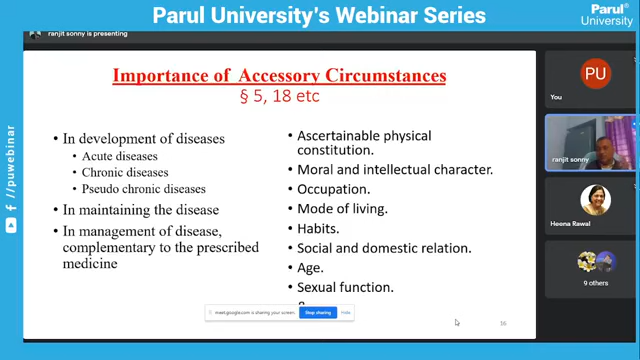 Parul University's Webinar Series
Parul®
University
ranjit sonny is presenting
Importance of Accessory Circumstances
§ 5, 18 etc
• In development of diseases
• Acute diseases
• Chronic diseases
• Pseudo chronic diseases
• In maintaining the disease
• In management of disease,
complementary to the prescribed
medicine
• Ascertainable physical
constitution.
• Moral and intellectual character.
• Occupation.
• Mode of living.
• Habits.
• Social and domestic relation.
• Age.
• Sexual function.
meet.google.com is sharing your screen.
Stop sharing
Hide
16
PU
You
ranjit sonny
Heena Rawal
9 others
/puwebinar